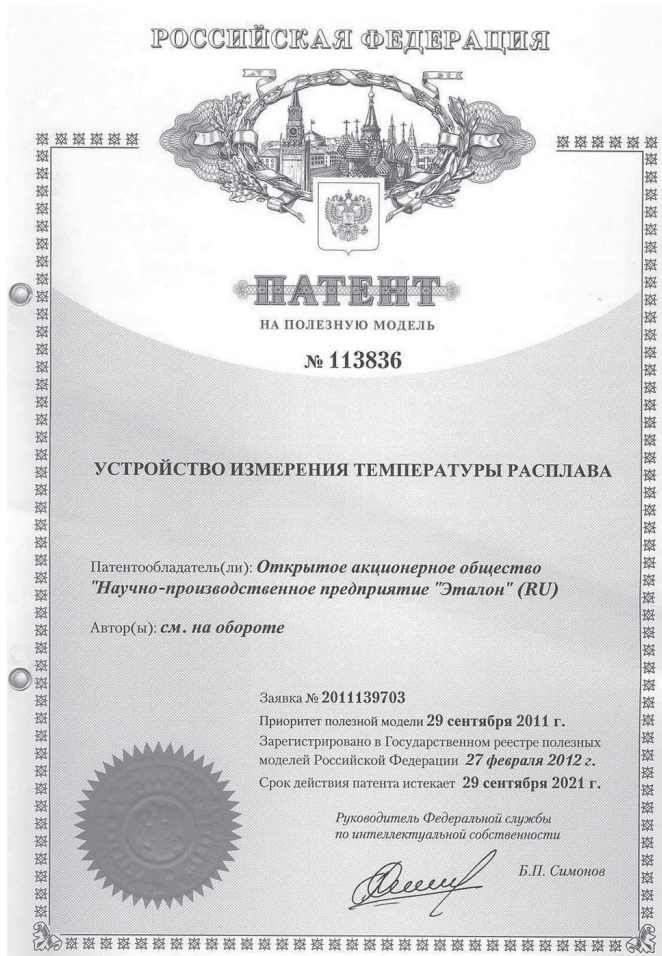 РОССИЙСКАЯ ФЕДЕРАЦИЯ
ПАТЕНТ
НА ПОЛЕЗНУЮ МОДЕЛЬ
№ 113836
УСТРОЙСТВО ИЗМЕРЕНИЯ ТЕМПЕРАТУРЫ РАСПЛАВА
Патентообладатель(ли): Открытое акционерное общество
"Научно-производственное предприятие "Эталон" (RU)
Автор(ы): см. на обороте
Заявка № 2011139703
Приоритет полезной модели 29 сентября 2011 г.
Зарегистрировано в Государственном реестре полезных
моделей Российской Федерации 27 февраля 2012 г.
Срок действия патента истекает 29 сентября 2021 г.
Руководитель Федеральной службы
по интеллектуальной собственности
Б.П. Симонов